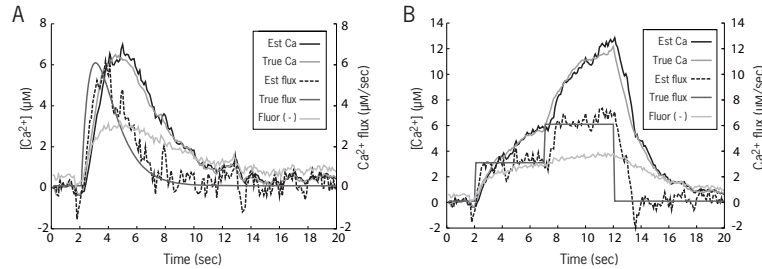 A
8
6
4
2
0
-2
[Ca²⁺] (μM)
8
6
4
2
0
-2
Ca²⁺ flux (μM/sec)
Est Ca
True Ca
Est flux
True flux
Fluor (-)
0 2 4 6 8 10 12 14 16 18 20
Time (sec)
B
14
12
10
8
6
4
2
0
-2
[Ca²⁺] (μM)
14
12
10
8
6
4
2
0
-2
Ca²⁺ flux (μM/sec)
Est Ca
True Ca
Est flux
True flux
Fluor (-)
0 2 4 6 8 10 12 14 16 18 20
Time (sec)